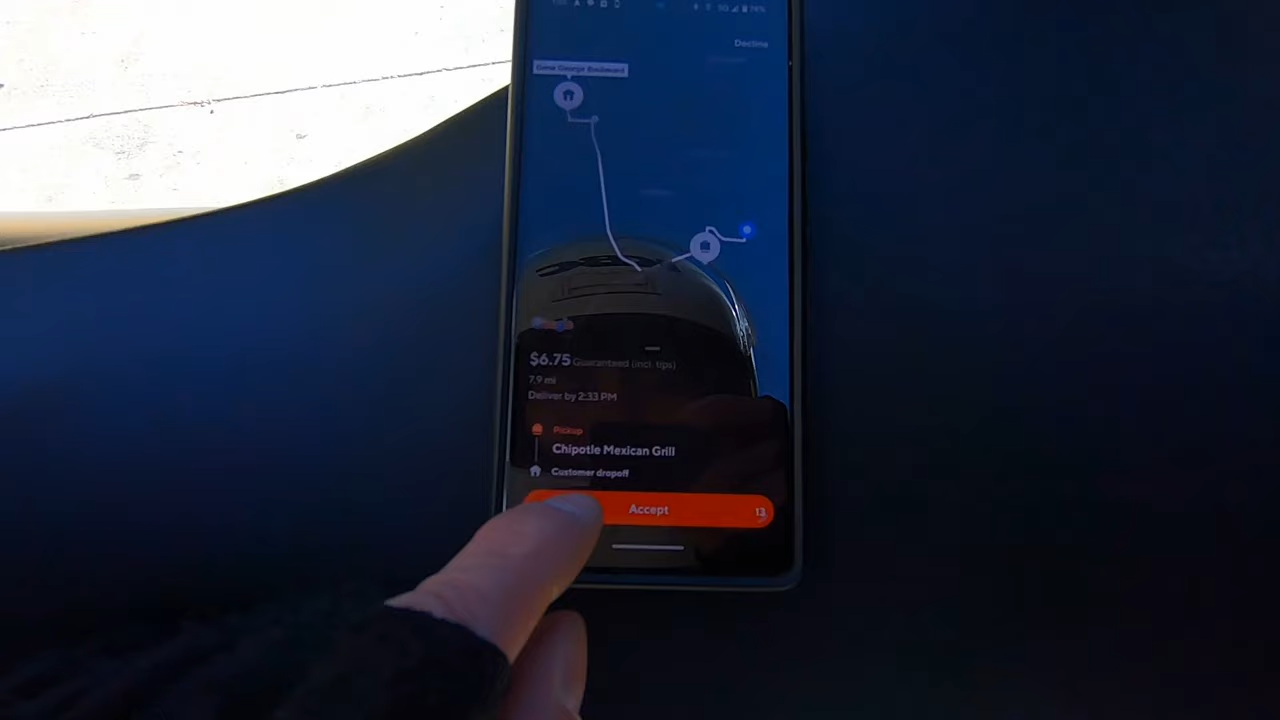 Decline
Gene George Boulevard
$6.75 Guaranteed (incl. tips)
7.9 mi
Deliver by 2:33 PM
Pickup
Chipotle Mexican Grill
Customer dropoff
Accept 13